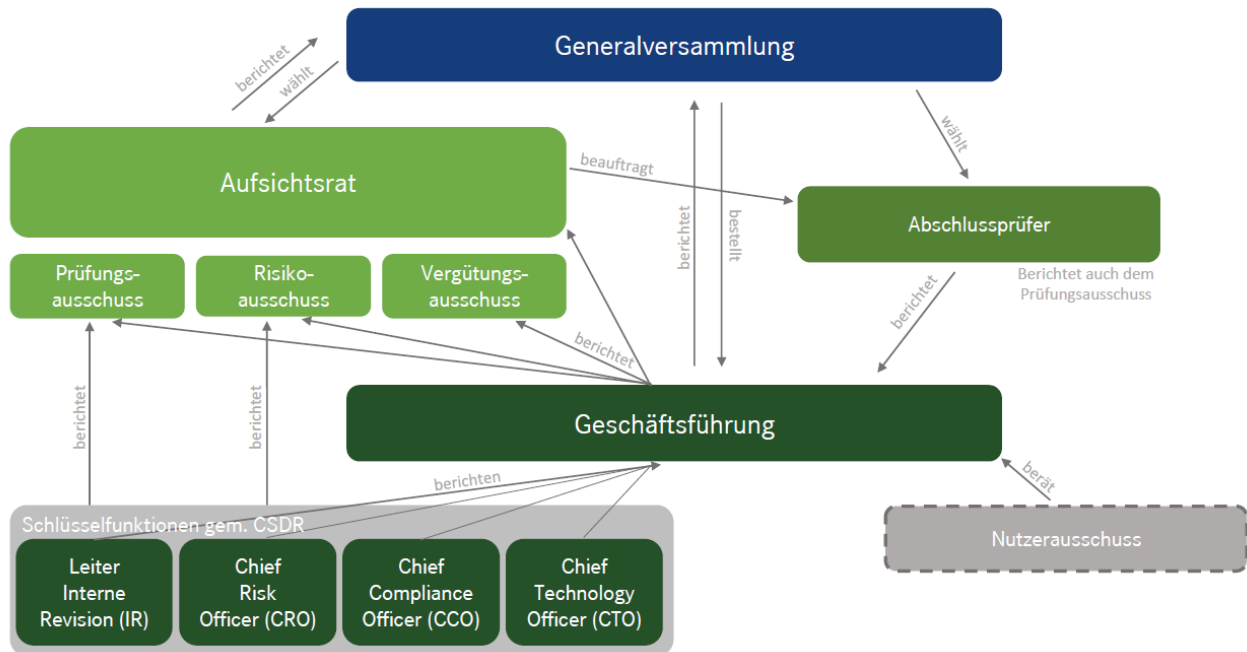 Generalversammlung
berichtet
wählt
wählt
Aufsichtsrat
beauftragt
berichtet
bestellt
Abschlussprüfer
Prüfungs-
ausschuss
Risiko-
ausschuss
Vergütungs-
ausschuss
Berichtet auch dem
Prüfungsausschuss
berichtet
berichtet
berichtet
berichtet
Geschäftsführung
berichten
berät
Schlüsselfunktionen gem. CSDR
Leiter
Interne
Revision (IR)
Chief
Risk
Officer (CRO)
Chief
Compliance
Officer (CCO)
Chief
Technology
Officer (CTO)
Nutzerausschuss